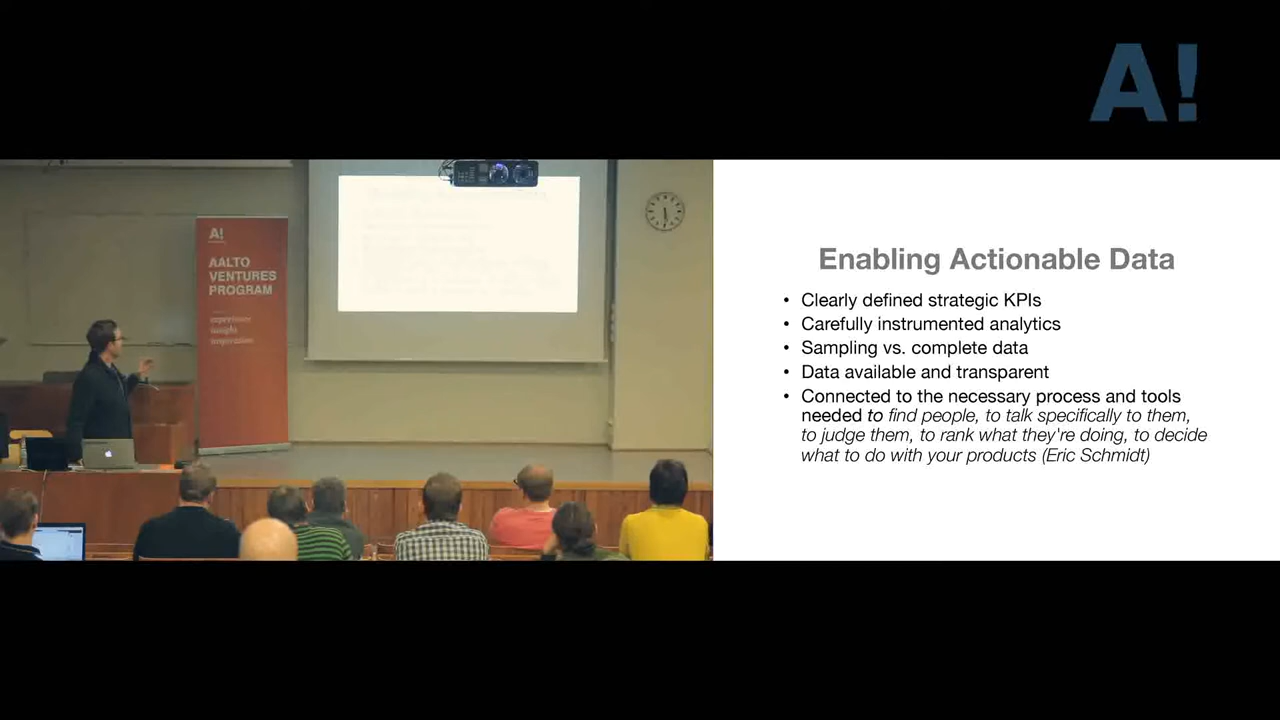 A!
A!
AALTO
VENTURES
PROGRAM
Enabling Actionable Data
• Clearly defined strategic KPIs
• Carefully instrumented analytics
• Sampling vs. complete data
• Data available and transparent
• Connected to the necessary process and tools
needed to find people, to talk specifically to them,
to judge them, to rank what they're doing, to decide
what to do with your products (Eric Schmidt)